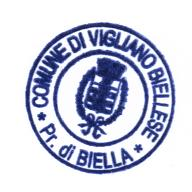 COMUNE DI VIGLIANO BIELLESE
* Pr. di BIELLA *